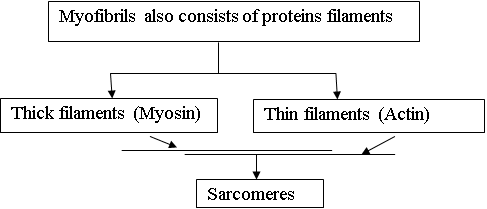 Myofibrils also consists of proteins filaments
Thick filaments (Myosin)
Thin filaments (Actin)
Sarcomeres